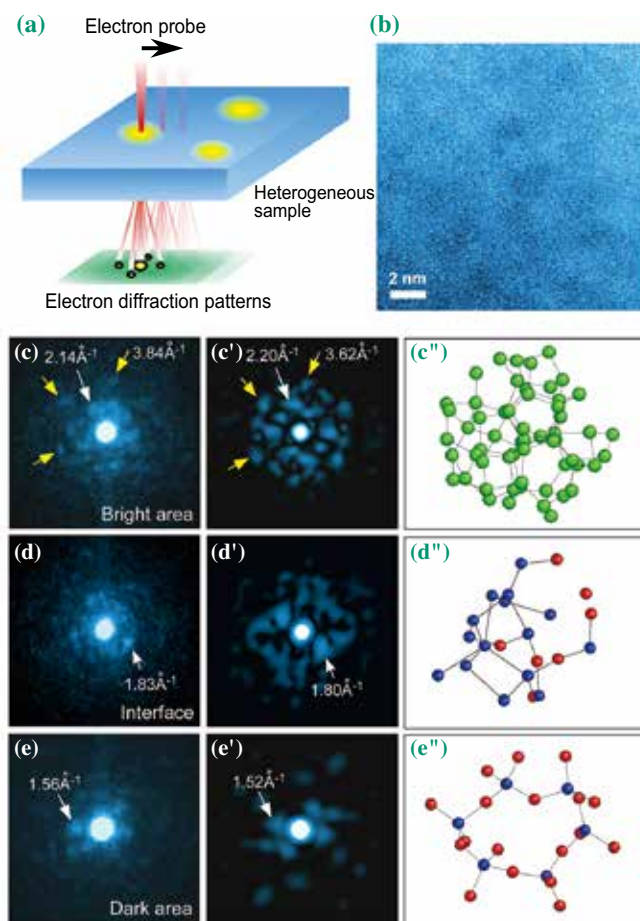 (a)
Electron probe
Heterogeneous
sample
Electron diffraction patterns
(b)
2 nm
(c)
2.14Å⁻¹
3.84Å⁻¹
Bright area
(c')
2.20Å⁻¹
3.62Å⁻¹
(c")
(d)
1.83Å⁻¹
Interface
(d')
1.80Å⁻¹
(d")
(e)
1.56Å⁻¹
Dark area
(e')
1.52Å⁻¹
(e")